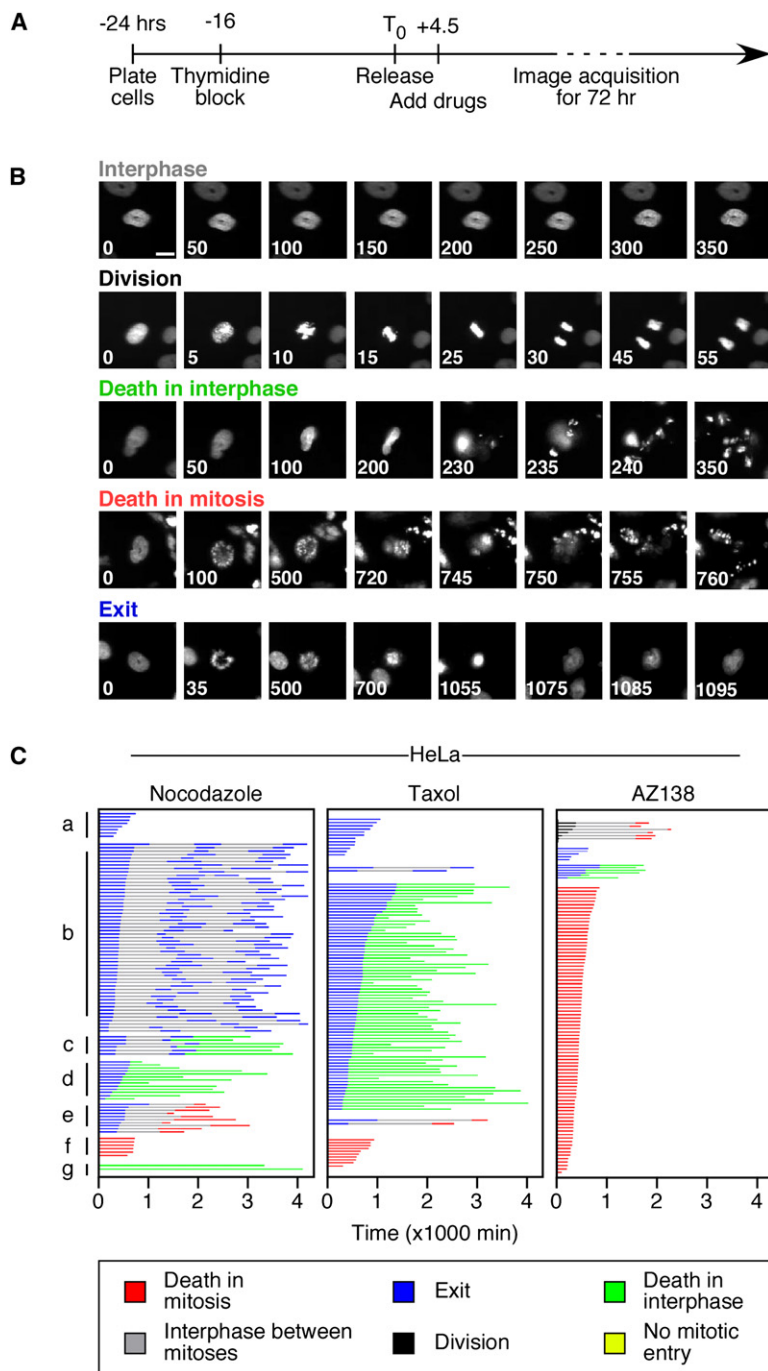 A
-24 hrs
-16
T0 +4.5
Plate
cells
Thymidine
block
Release
Add drugs
Image acquisition
for 72 hr
B
Interphase
0 50 100 150 200 250 300 350
Division
0 5 10 15 25 30 45 55
Death in interphase
0 50 100 200 230 235 240 350
Death in mitosis
0 100 500 720 745 750 755 760
Exit
0 35 500 700 1055 1075 1085 1095
C
HeLa
Nocodazole Taxol AZ138
a
b
c
d
e
f
g
0 1 2 3 4 0 1 2 3 4 0 1 2 3 4
Time (x1000 min)
Death in
mitosis
Exit
Death in
interphase
Interphase between
mitoses
Division
No mitotic
entry